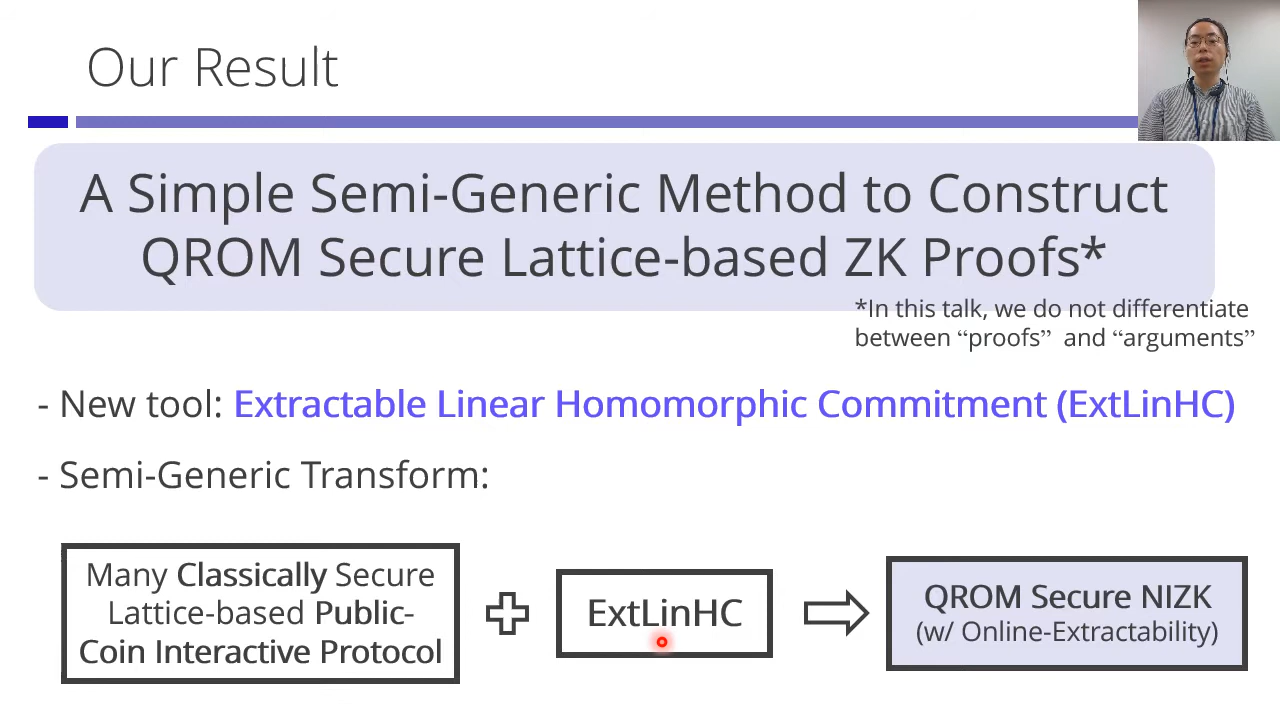 Our Result
A Simple Semi-Generic Method to Construct
QROM Secure Lattice-based ZK Proofs*
*In this talk, we do not differentiate
between “proofs” and “arguments”
- New tool: Extractable Linear Homomorphic Commitment (ExtLinHC)
- Semi-Generic Transform:
Many Classically Secure
Lattice-based Public-
Coin Interactive Protocol
ExtLinHC
QROM Secure NIZK
(w/ Online-Extractability)